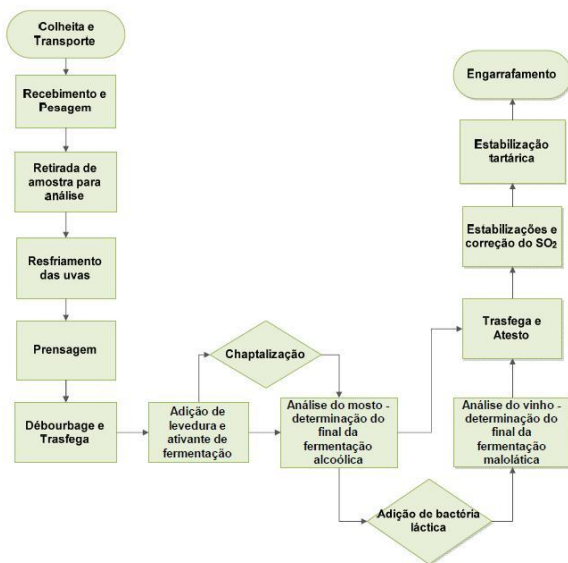 Colheita e
Transporte
Recebimento e
Pesagem
Retirada de
amostra para
análise
Resfriamento
das uvas
Prensagem
Débourbage e
Trasfega
Adição de
levedura e
ativante de
fermentação
Chaptalização
Análise do mosto -
determinação do
final da
fermentação
alcoólica
Adição de bactéria
láctica
Análise do vinho -
determinação do
final da
fermentação
malolática
Trasfega e
Atesto
Estabilizações e
correção do SO₂
Estabilização
tartárica
Engarrafamento